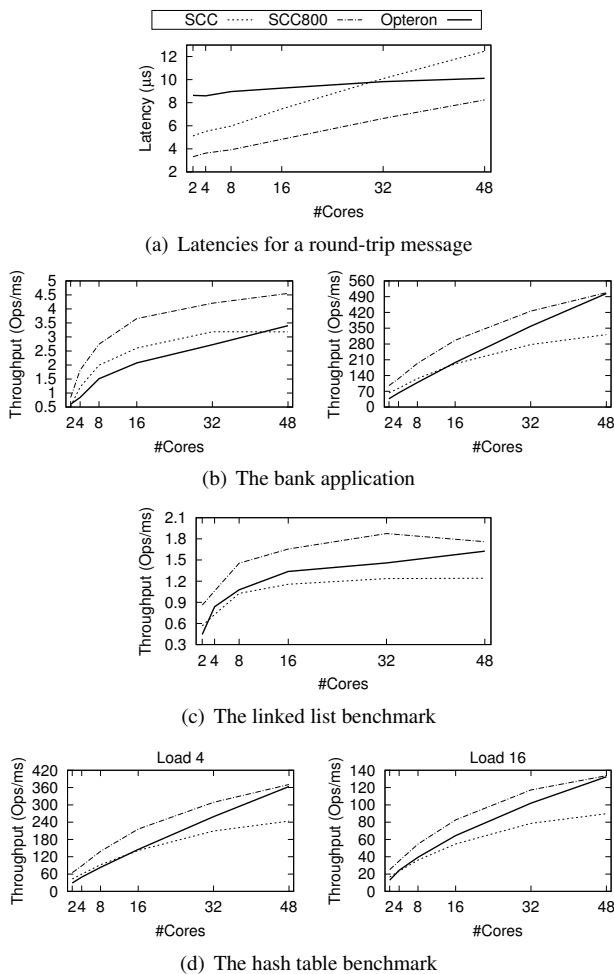 SCC SCC800 Opteron
12
10
8
6
4
2
Latency (μs)
2 4 8 16 32 48
#Cores
(a) Latencies for a round-trip message
5
4.5
3.5
2.5
1.5
0.5
Throughput (Ops/ms)
2 4 8 16 32 48
#Cores
560
490
420
350
280
210
140
70
0
Throughput (Ops/ms)
2 4 8 16 32 48
#Cores
(b) The bank application
2.1
1.8
1.5
1.2
0.9
0.6
0.3
Throughput (Ops/ms)
2 4 8 16 32 48
#Cores
(c) The linked list benchmark
Load 4
420
360
300
240
180
120
60
0
Throughput (Ops/ms)
2 4 8 16 32 48
#Cores
Load 16
140
120
100
80
60
40
20
0
Throughput (Ops/ms)
2 4 8 16 32 48
#Cores
(d) The hash table benchmark